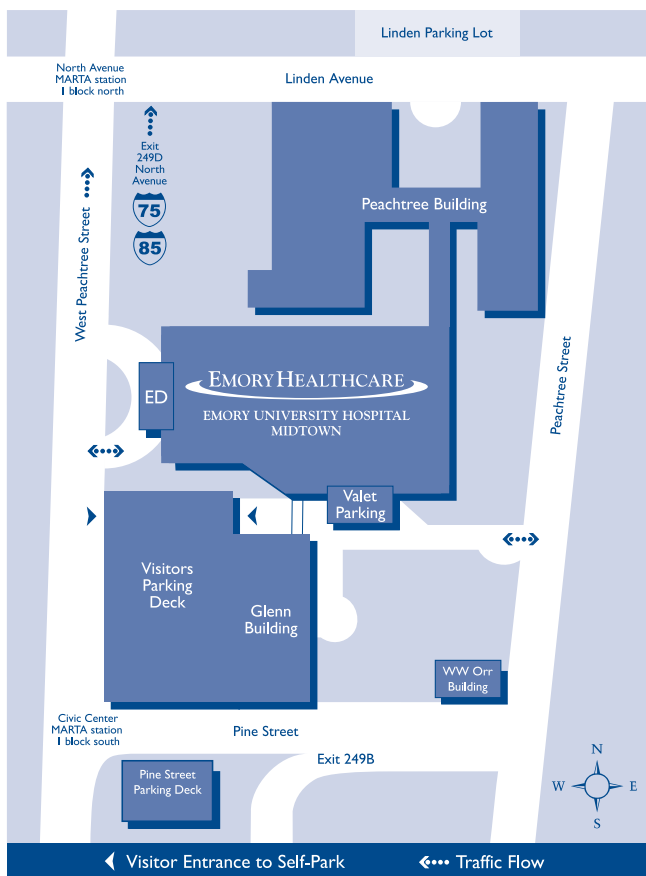 Linden Parking Lot
North Avenue
MARTA station
1 block north
Linden Avenue
Exit
249D
North
Avenue
75
85
Peachtree Building
West Peachtree Street
Peachtree Street
EMORY HEALTHCARE
EMORY UNIVERSITY HOSPITAL
MIDTOWN
ED
Valet
Parking
Visitors
Parking
Deck
Glenn
Building
WW Orr
Building
Civic Center
MARTA station
1 block south
Pine Street
Exit 249B
Pine Street
Parking Deck
N
W
E
S
Visitor Entrance to Self-Park
Traffic Flow